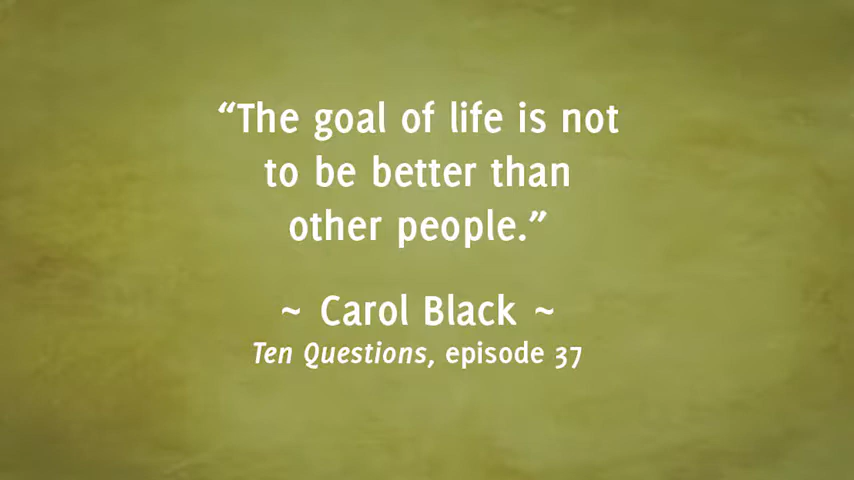 “The goal of life is not
to be better than
other people.”
~ Carol Black ~
Ten Questions, episode 37